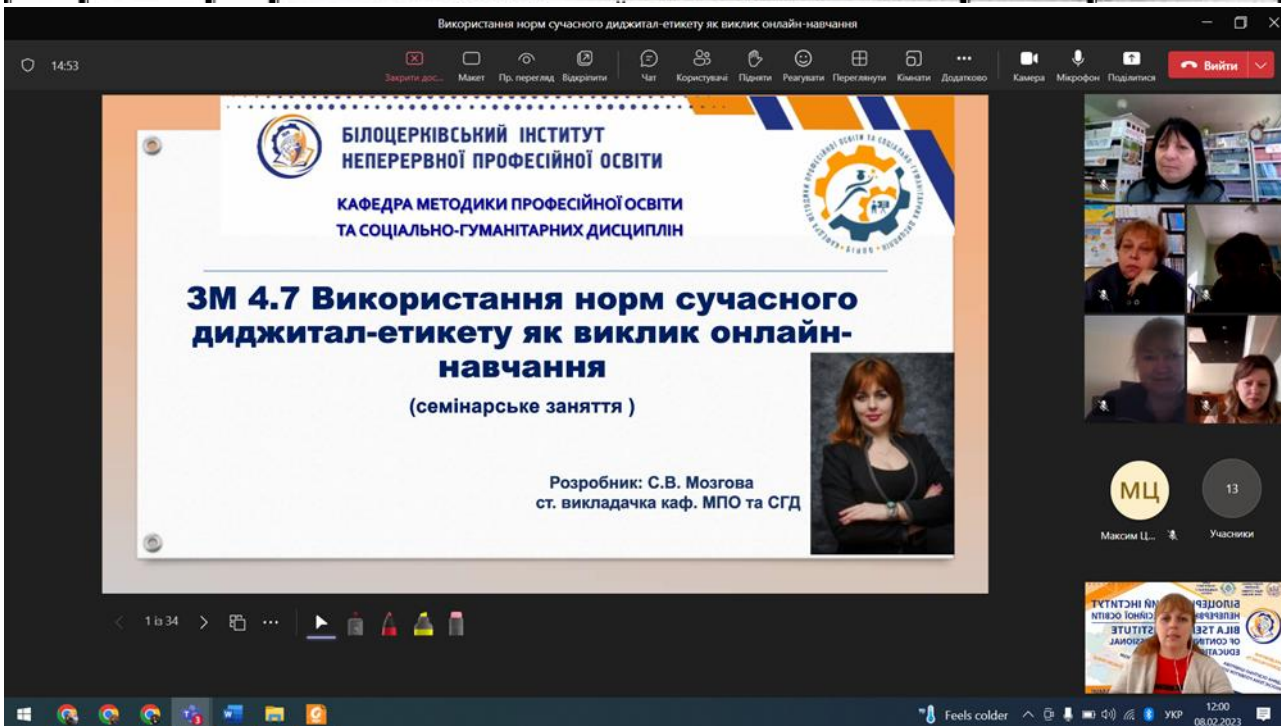 Використання норм сучасного диджитал-етикету як виклик онлайн-навчання
14:53
Закрити дос...
Макет
Пр. перегляд
Відкріпити
Чат
Користувачі
Підняти
Реагувати
Переглянути
Кімнати
Додатково
Камера
Мікрофон
Поділитися
Вийти
БІЛОЦЕРКІВСЬКИЙ ІНСТИТУТ
НЕПЕРЕРВНОЇ ПРОФЕСІЙНОЇ ОСВІТИ
КАФЕДРА МЕТОДИКИ ПРОФЕСІЙНОЇ ОСВІТИ
ТА СОЦІАЛЬНО-ГУМАНІТАРНИХ ДИСЦИПЛІН
ЗМ 4.7 Використання норм сучасного
диджитал-етикету як виклик онлайн-
навчання
(семінарське заняття )
Розробник: С.В. Мозгова
ст. викладачка каф. МПО та СГД
МЦ
13
Максим Ц...
Учасники
1 із 34
Feels colder
УКР
12:00
08.02.2023